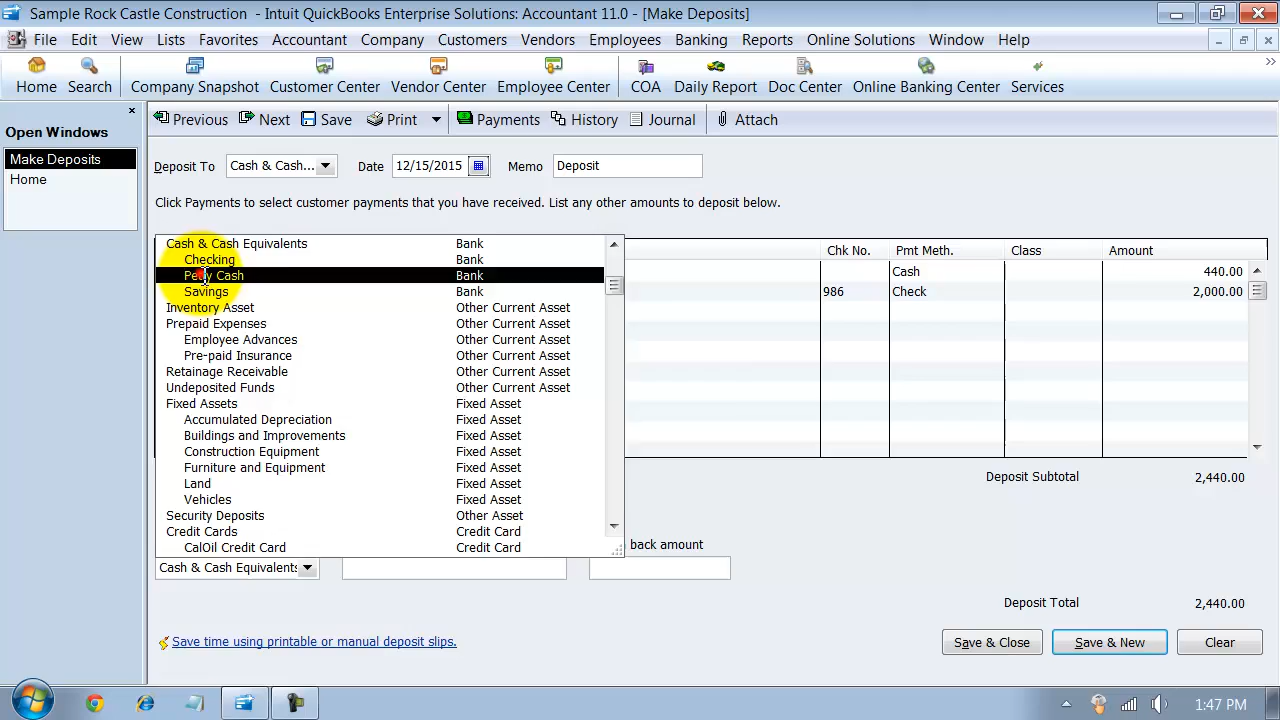 Sample Rock Castle Construction - Intuit QuickBooks Enterprise Solutions: Accountant 11.0 - [Make Deposits]
File Edit View Lists Favorites Accountant Company Customers Vendors Employees Banking Reports Online Solutions Window Help
Home Search Company Snapshot Customer Center Vendor Center Employee Center COA Daily Report Doc Center Online Banking Center Services
Open Windows
Make Deposits
Home
Previous Next Save Print Payments History Journal Attach
Deposit To Cash & Cash... Date 12/15/2015 Memo Deposit
Click Payments to select customer payments that you have received. List any other amounts to deposit below.
Chk No. Pmt Meth. Class Amount
Cash 440.00
986 Check 2,000.00
Cash & Cash Equivalents Bank
Checking Bank
Petty Cash Bank
Savings Bank
Inventory Asset Other Current Asset
Prepaid Expenses Other Current Asset
Employee Advances Other Current Asset
Pre-paid Insurance Other Current Asset
Retainage Receivable Other Current Asset
Undeposited Funds Other Current Asset
Fixed Assets Fixed Asset
Accumulated Depreciation Fixed Asset
Buildings and Improvements Fixed Asset
Construction Equipment Fixed Asset
Furniture and Equipment Fixed Asset
Land Fixed Asset
Vehicles Fixed Asset
Security Deposits Other Asset
Credit Cards Credit Card
CalOil Credit Card Credit Card
Deposit Subtotal 2,440.00
back amount
Cash & Cash Equivalents
Deposit Total 2,440.00
Save time using printable or manual deposit slips.
Save & Close Save & New Clear
1:47 PM